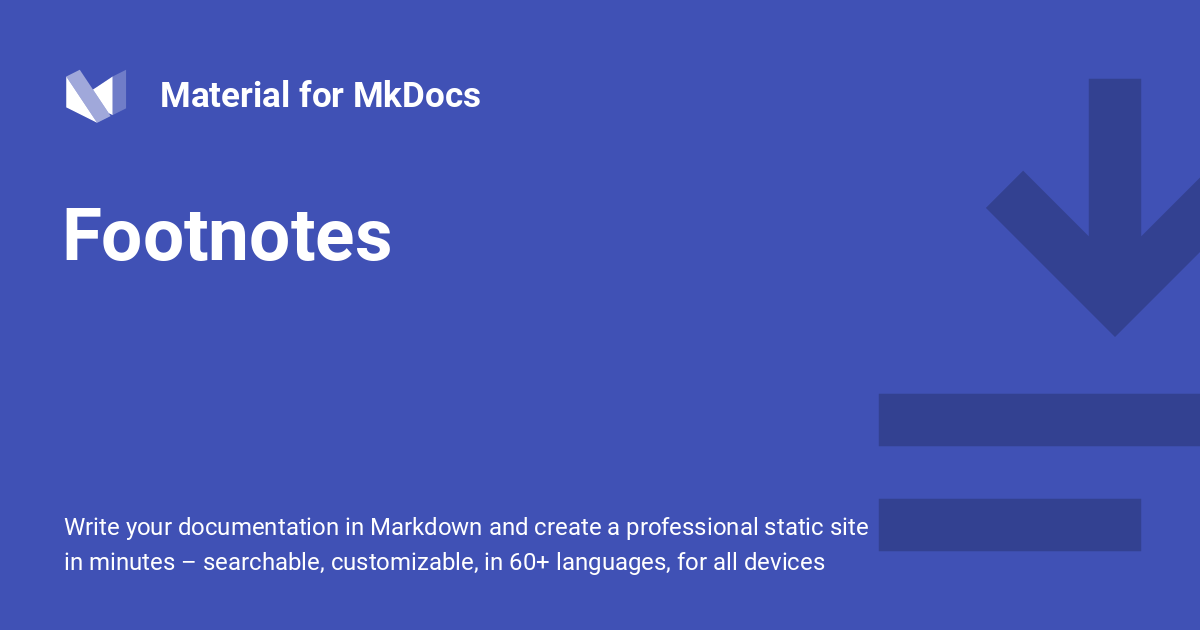 Material for MkDocs
Footnotes
Write your documentation in Markdown and create a professional static site
in minutes – searchable, customizable, in 60+ languages, for all devices